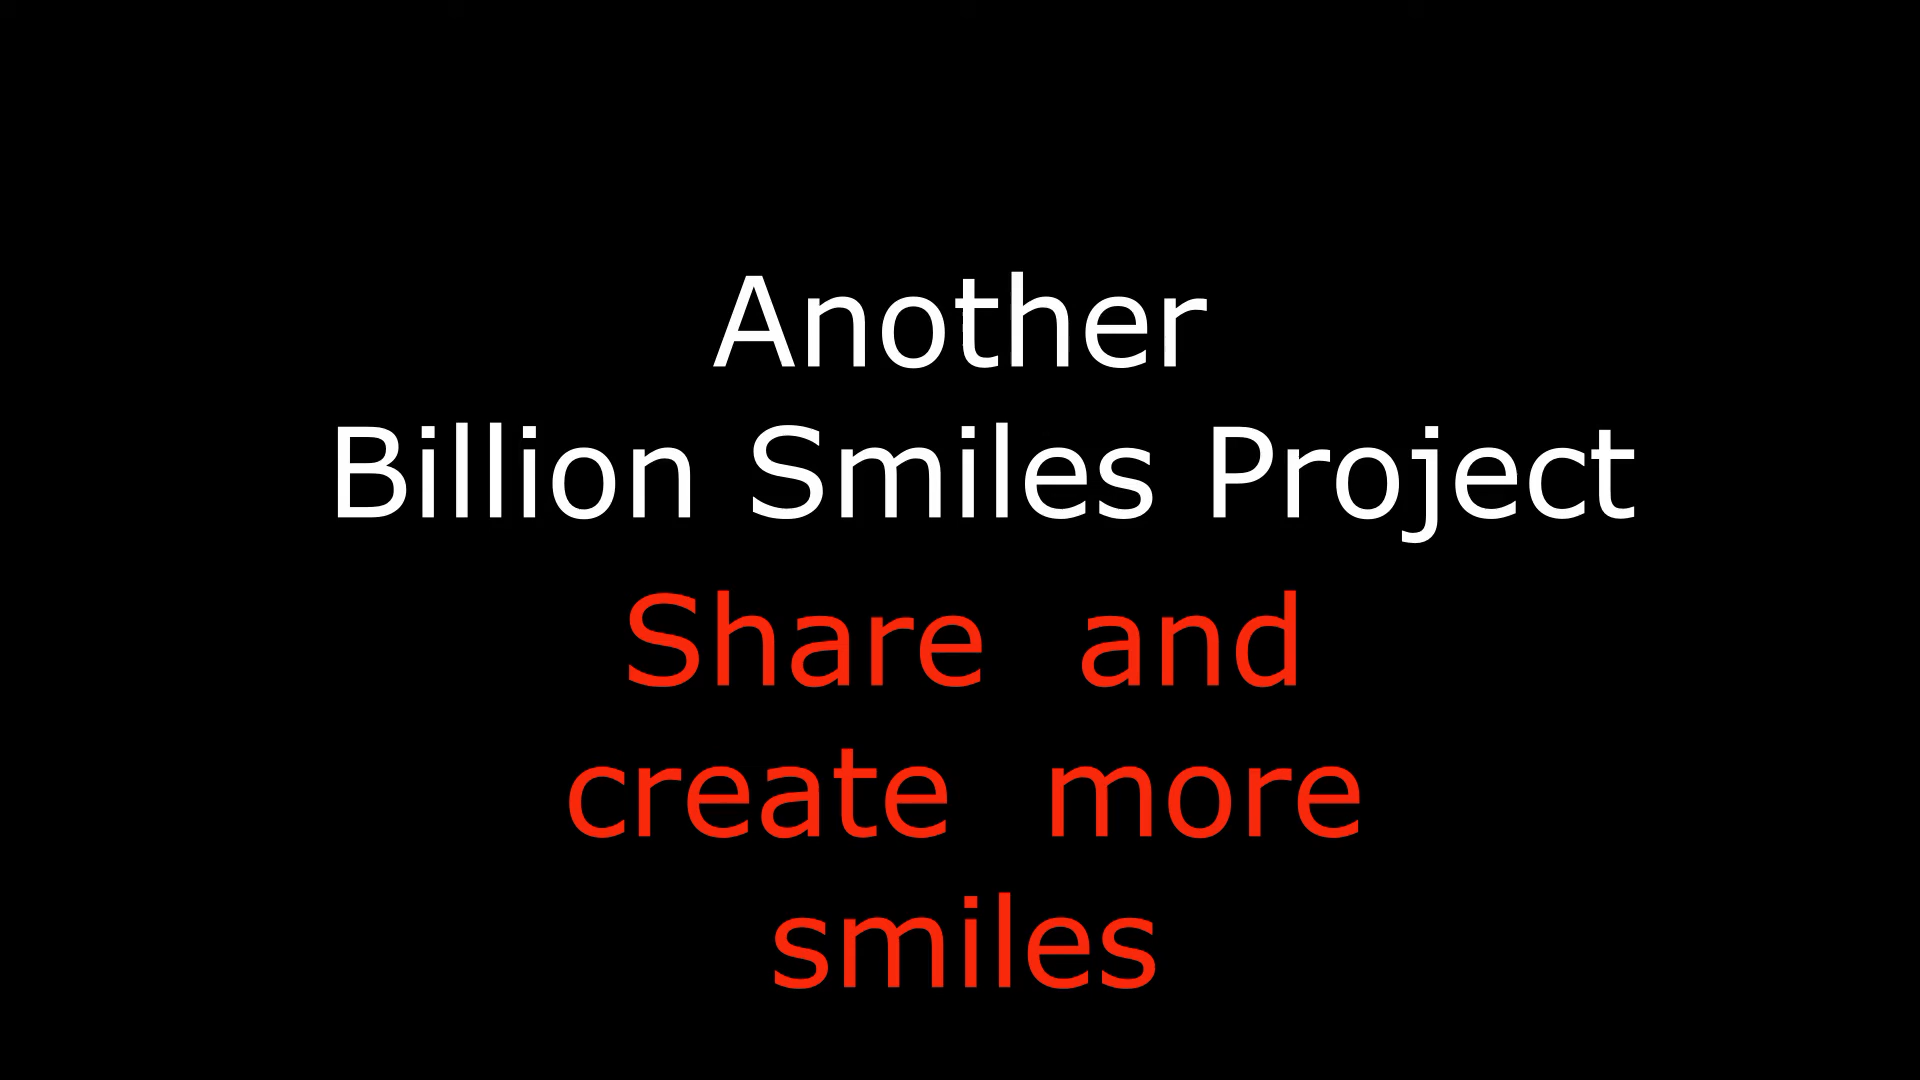 Another
Billion Smiles Project
Share and
create more
smiles